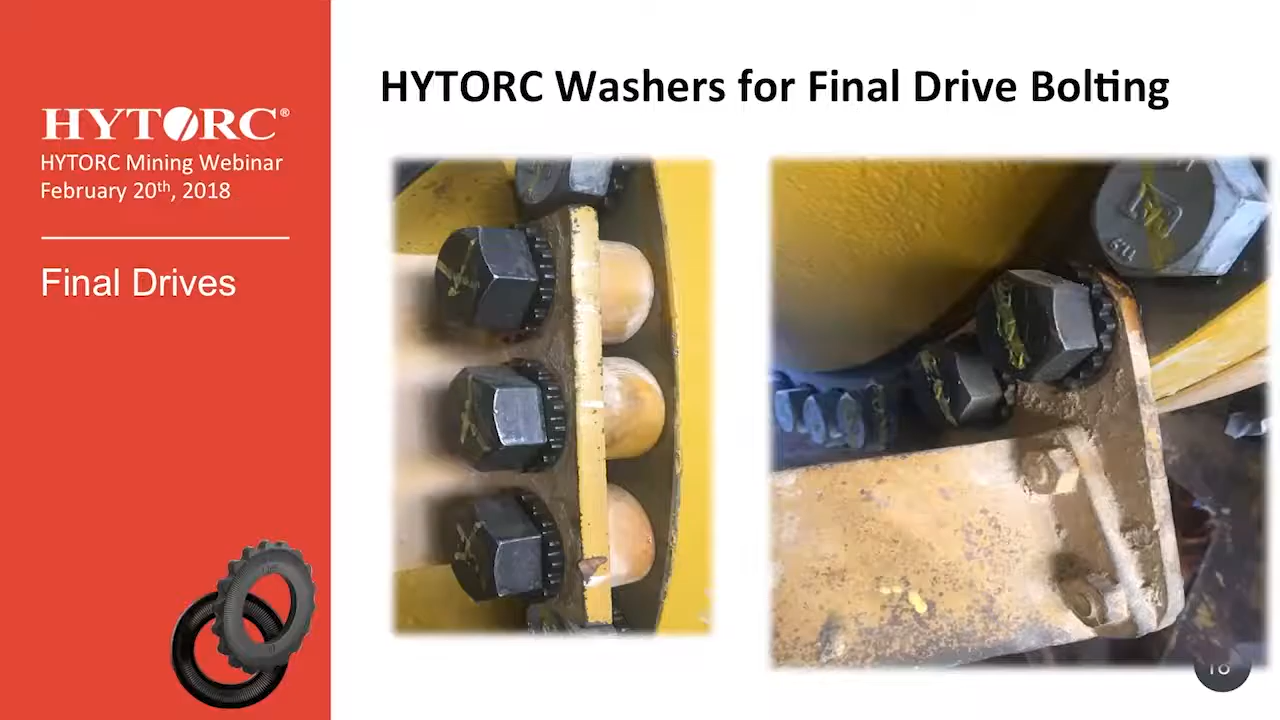 HYTORC®
HYTORC Mining Webinar
February 20th, 2018
Final Drives
HYTORC Washers for Final Drive Bolting